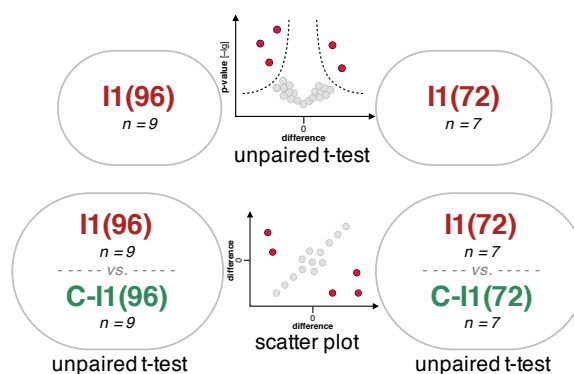 I1(96)
n = 9
p-value [–lg]
0
difference
unpaired t-test
I1(72)
n = 7
I1(96)
n = 9
vs.
C-I1(96)
n = 9
unpaired t-test
difference
0
0
difference
scatter plot
I1(72)
n = 7
vs.
C-I1(72)
n = 7
unpaired t-test